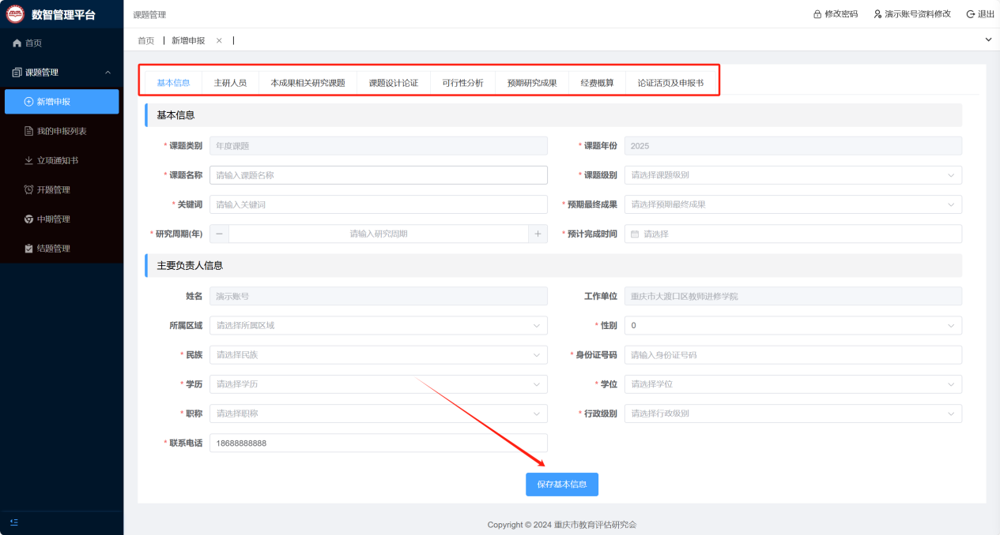 数智管理平台
课题管理
修改密码
演示账号资料修改
退出
首页
新增申报
首页
课题管理
新增申报
我的申报列表
立项通知书
开题管理
中期管理
结题管理
基本信息
主研人员
本成果相关研究课题
课题设计论证
可行性分析
预期研究成果
经费概算
论证活页及申报书
基本信息
* 课题类别 年度课题
* 课题年份 2025
* 课题名称 请输入课题名称
* 课题级别 请选择课题级别
* 关键词 请输入关键词
* 预期最终成果 请选择预期最终成果
* 研究周期(年) 请输入研究周期
* 预计完成时间 请选择
主要负责人信息
姓名 演示账号
工作单位 重庆市大渡口区教师进修学院
所属区域 请选择所属区域
* 性别 0
* 民族 请选择民族
* 身份证号码 请输入身份证号码
* 学历 请选择学历
* 学位 请选择学位
* 职称 请选择职称
* 行政级别 请选择行政级别
* 联系电话 18688888888
保存基本信息
Copyright © 2024 重庆市教育评估研究会